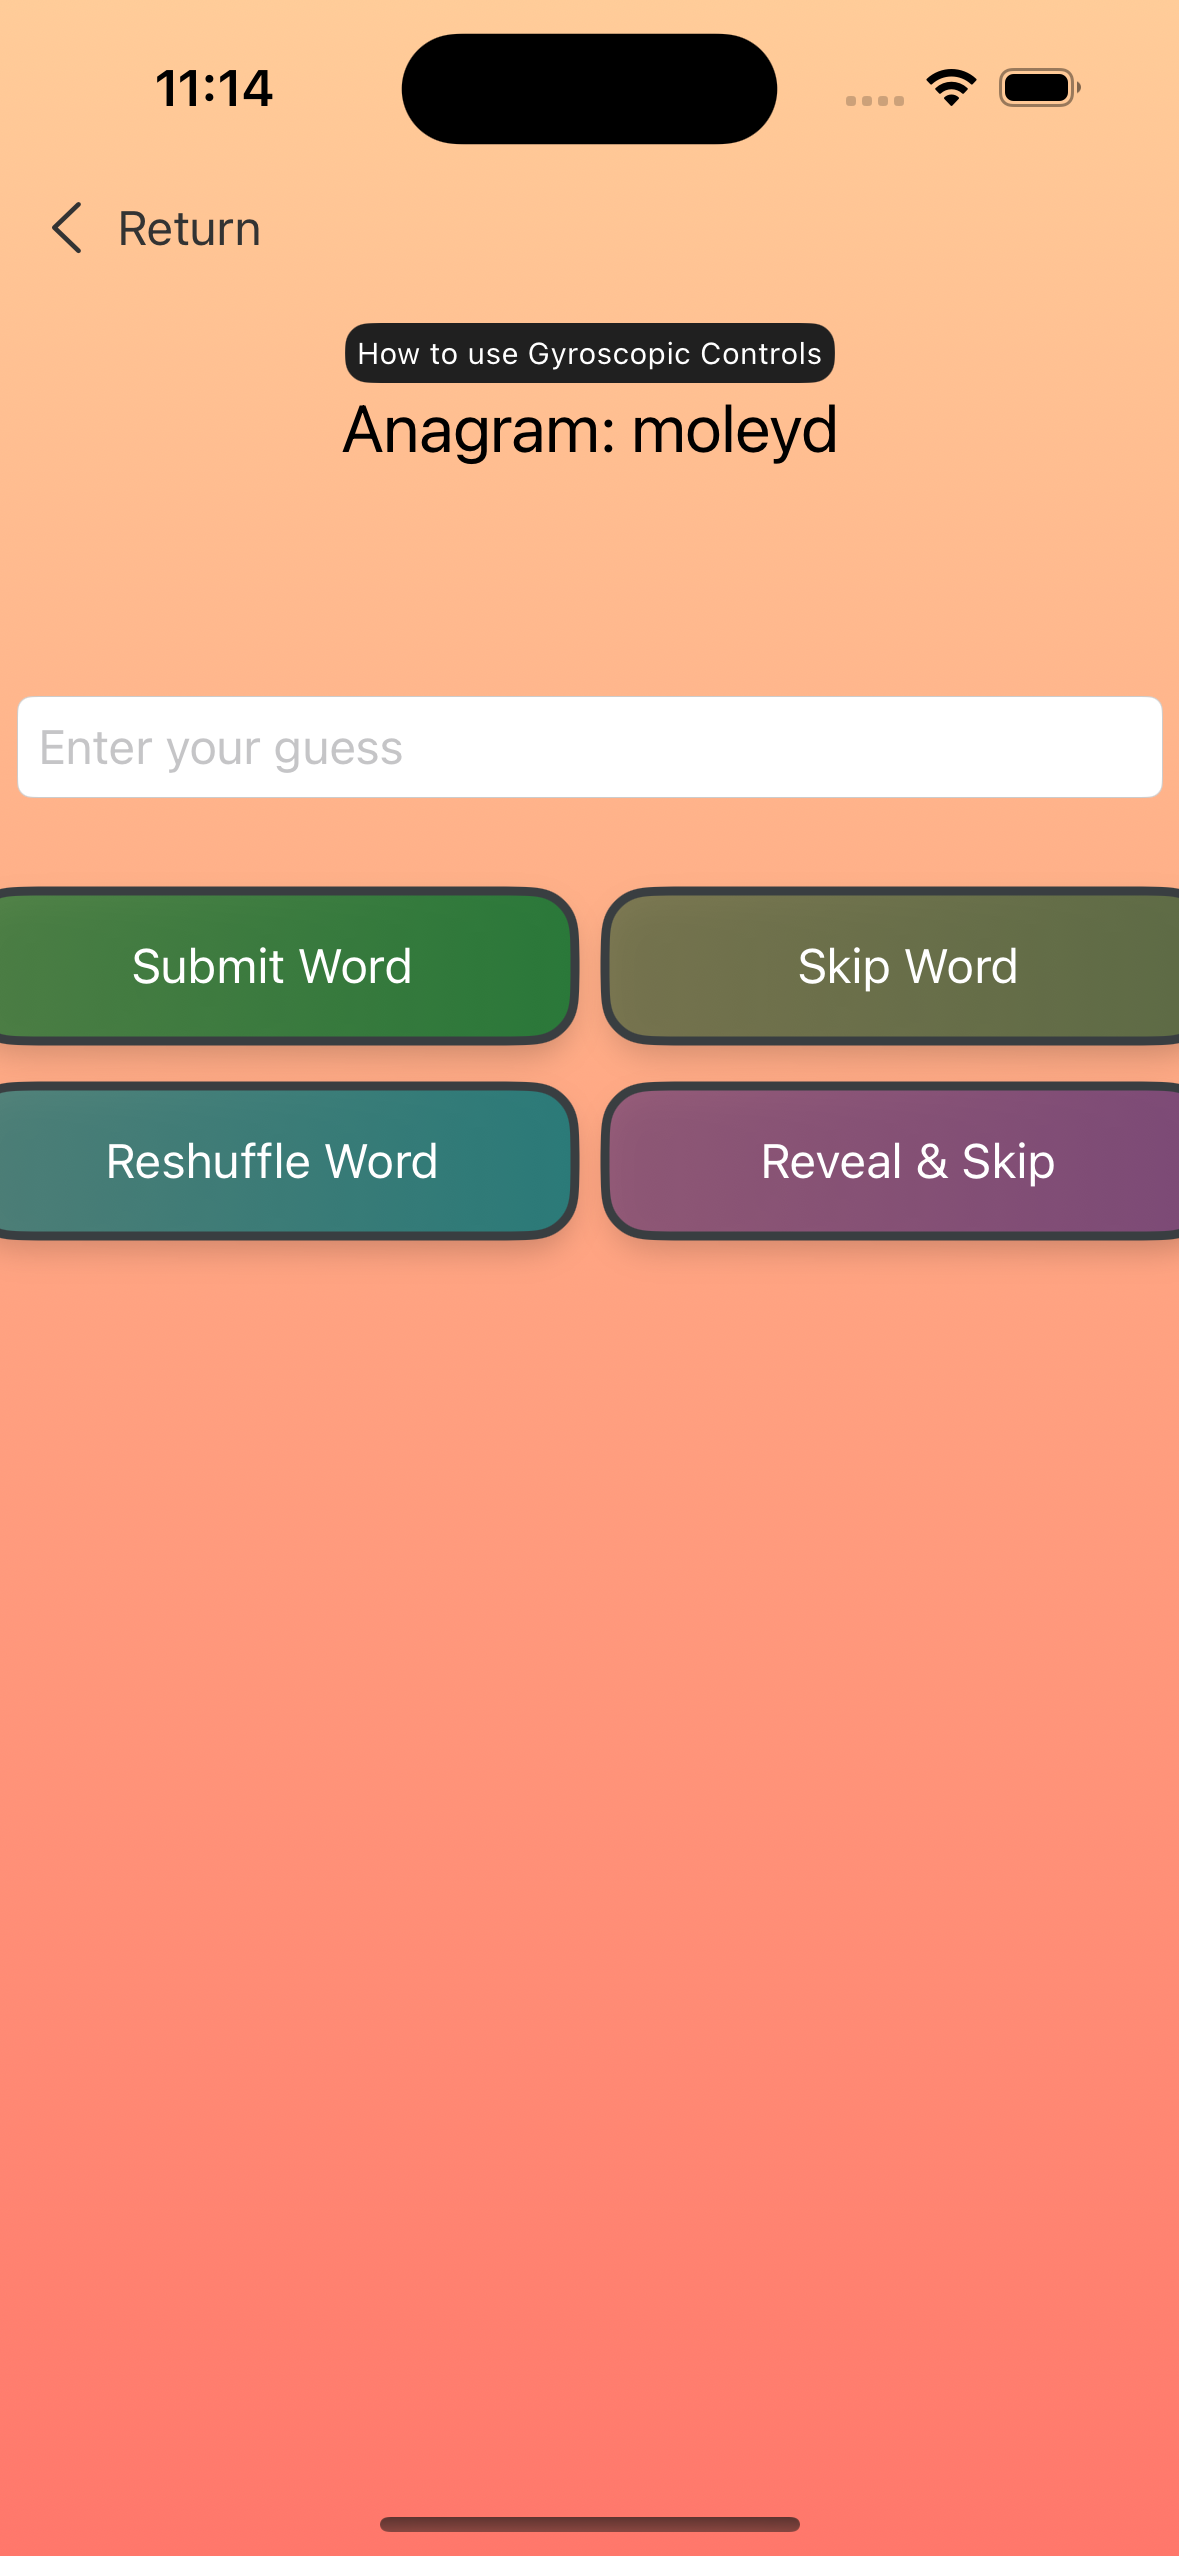 11:14
Return
How to use Gyroscopic Controls
Anagram: moleyd
Enter your guess
Submit Word
Skip Word
Reshuffle Word
Reveal & Skip